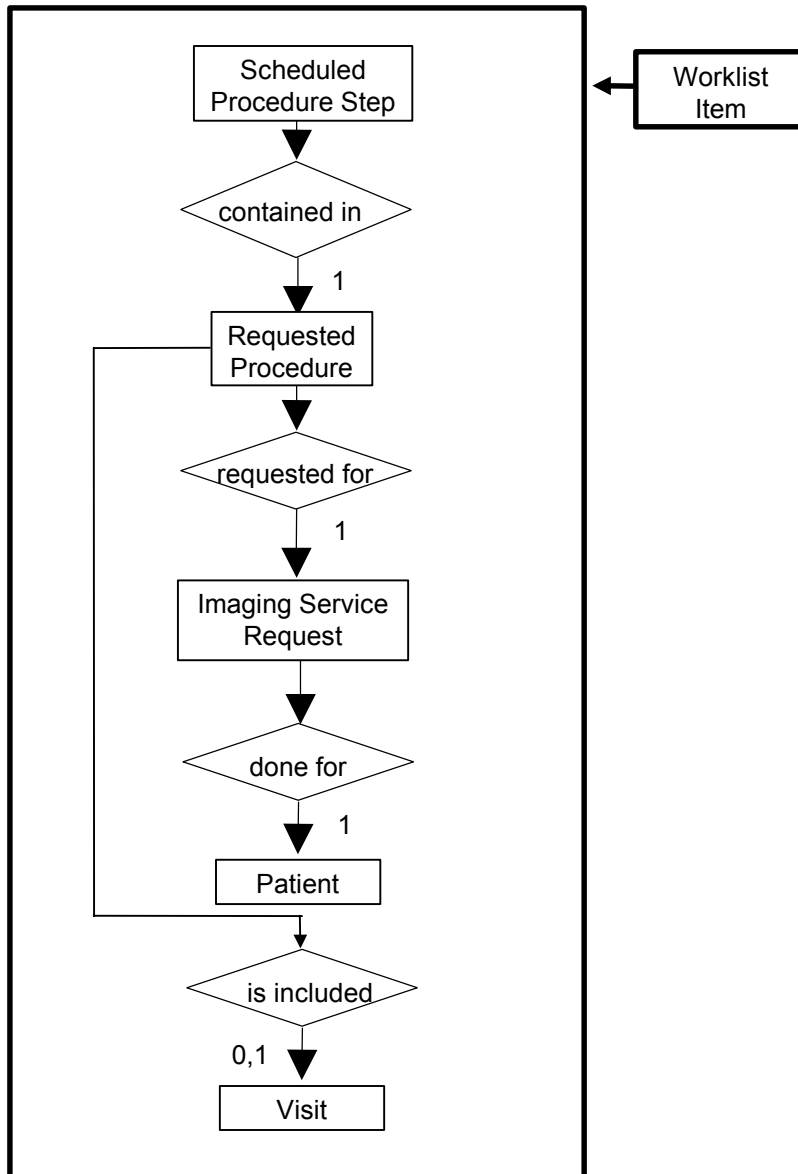 Scheduled
Procedure Step
Worklist
Item
contained in
1
Requested
Procedure
requested for
1
Imaging Service
Request
done for
1
Patient
is included
0,1
Visit